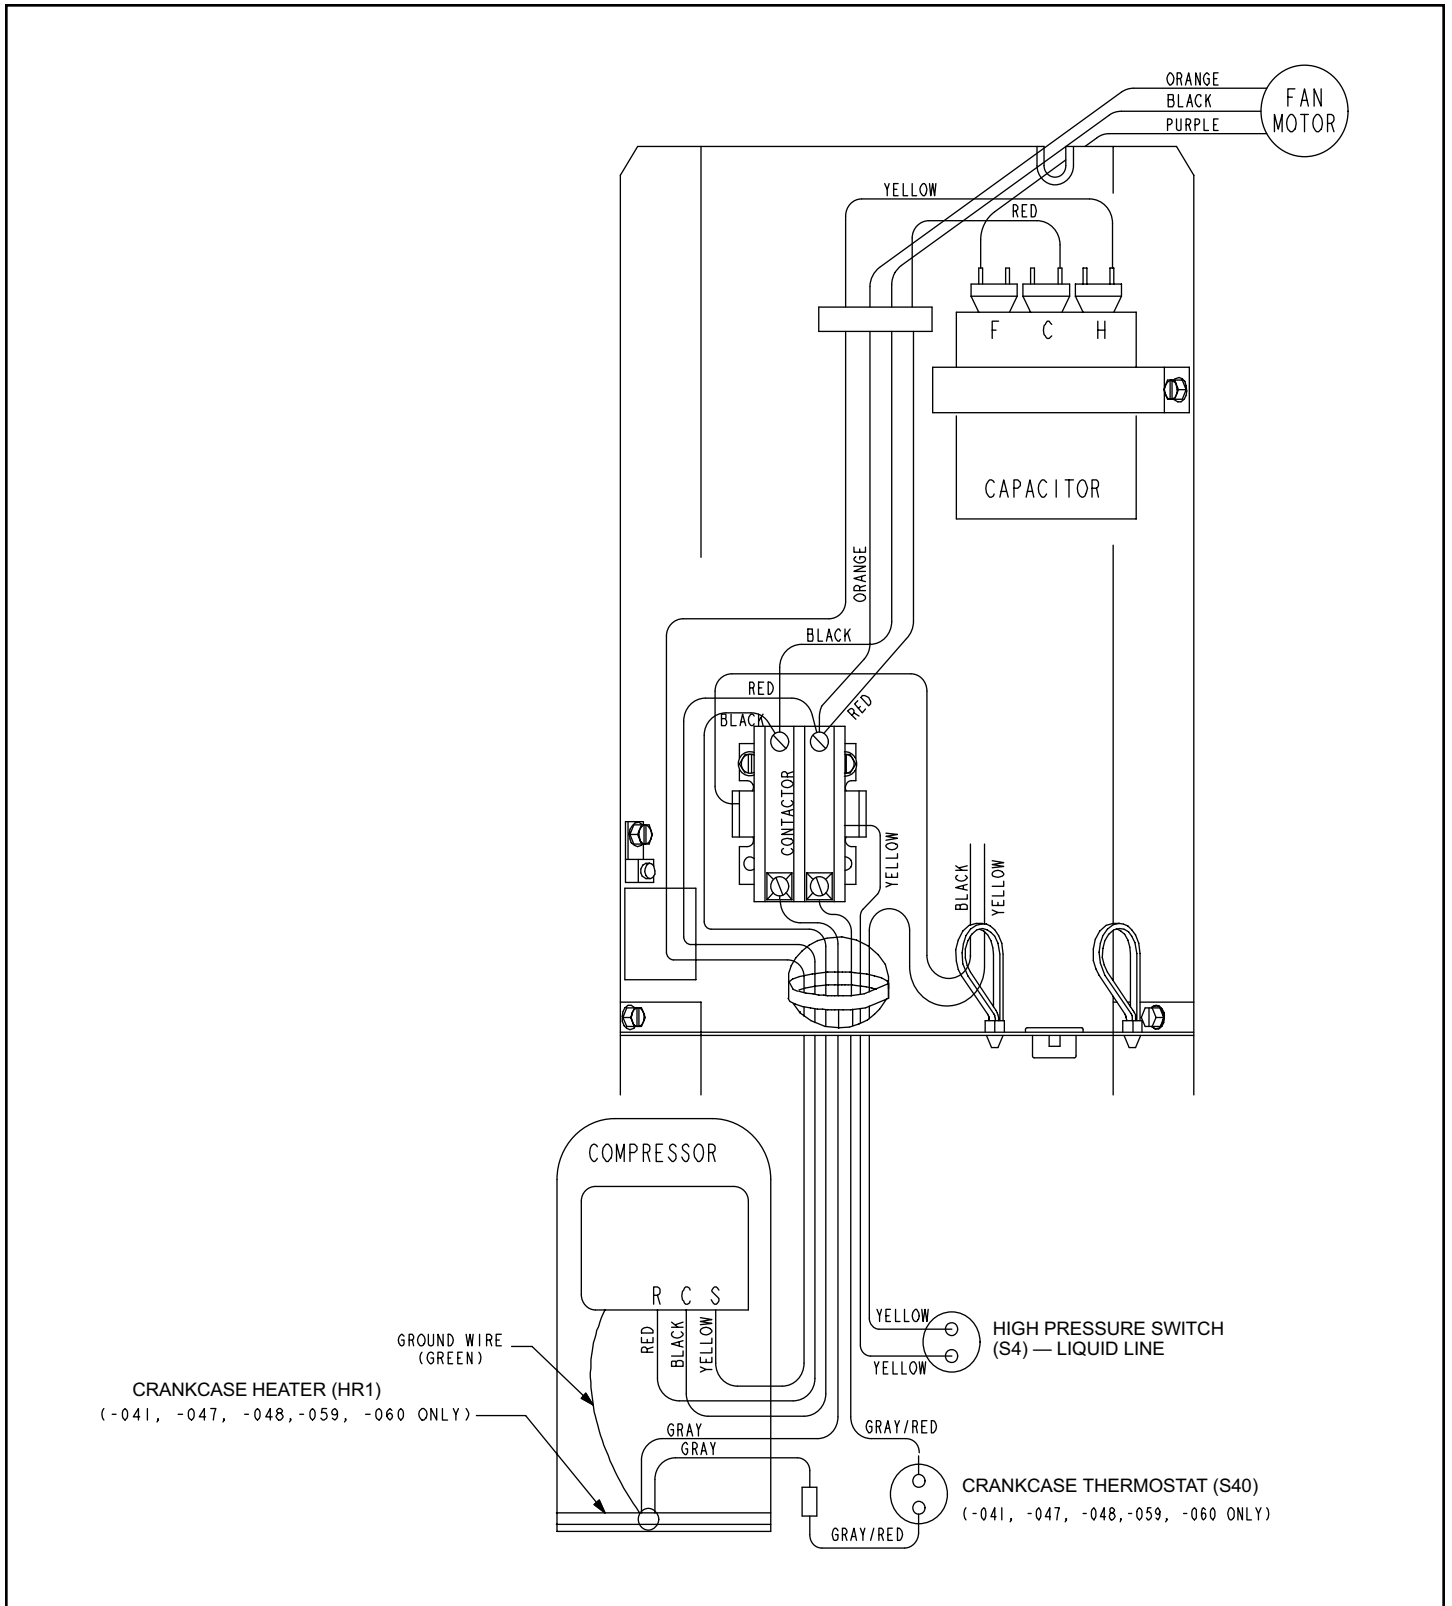 ORANGE
BLACK
PURPLE
FAN
MOTOR
YELLOW
RED
F C H
CAPACITOR
ORANGE
BLACK
RED
RED
BLACK
CONTACTOR
YELLOW
BLACK
YELLOW
COMPRESSOR
R C S
RED
BLACK
YELLOW
GROUND WIRE
(GREEN)
CRANKCASE HEATER (HR1)
(-041, -047, -048,-059, -060 ONLY)
YELLOW
YELLOW
HIGH PRESSURE SWITCH
(S4) — LIQUID LINE
GRAY
GRAY
GRAY/RED
CRANKCASE THERMOSTAT (S40)
(-041, -047, -048,-059, -060 ONLY)
GRAY/RED